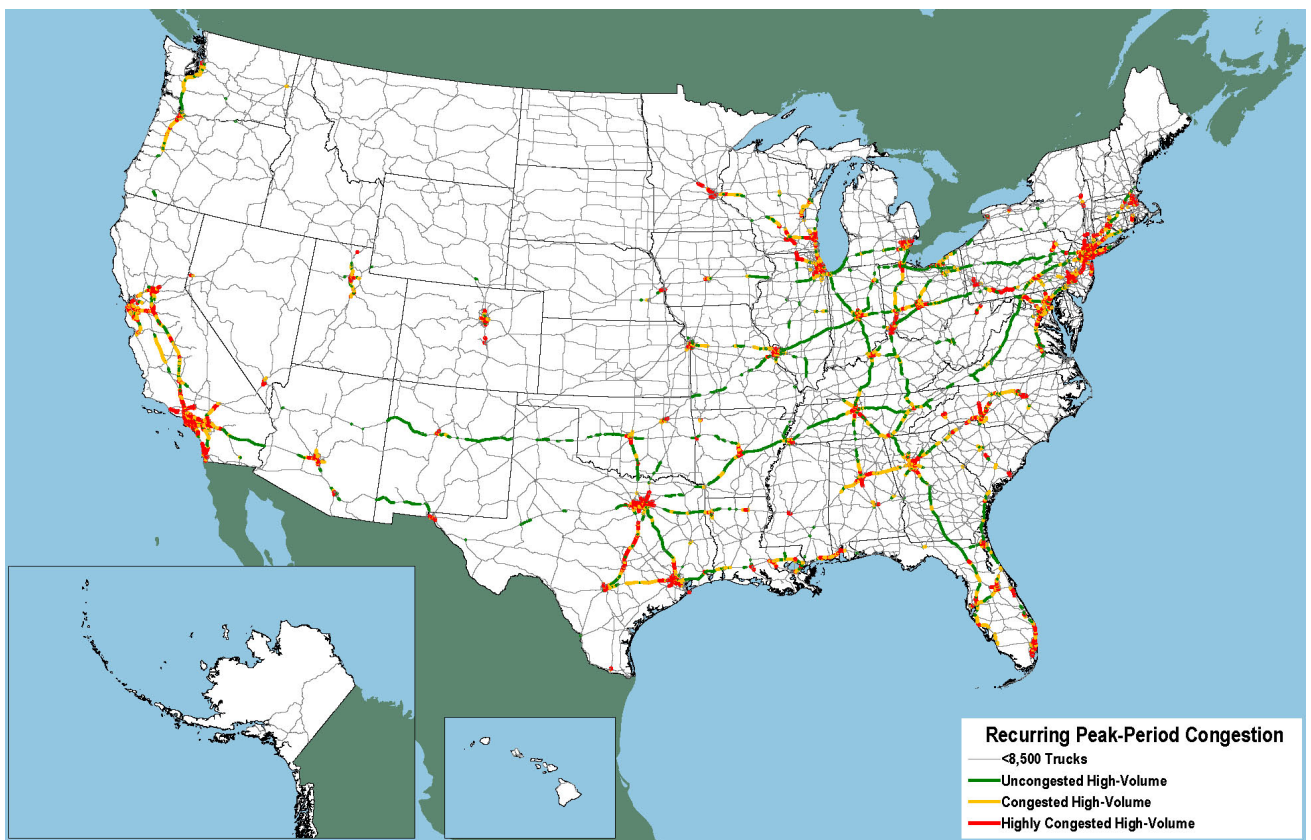 Recurring Peak-Period Congestion
<8,500 Trucks
Uncongested High-Volume
Congested High-Volume
Highly Congested High-Volume